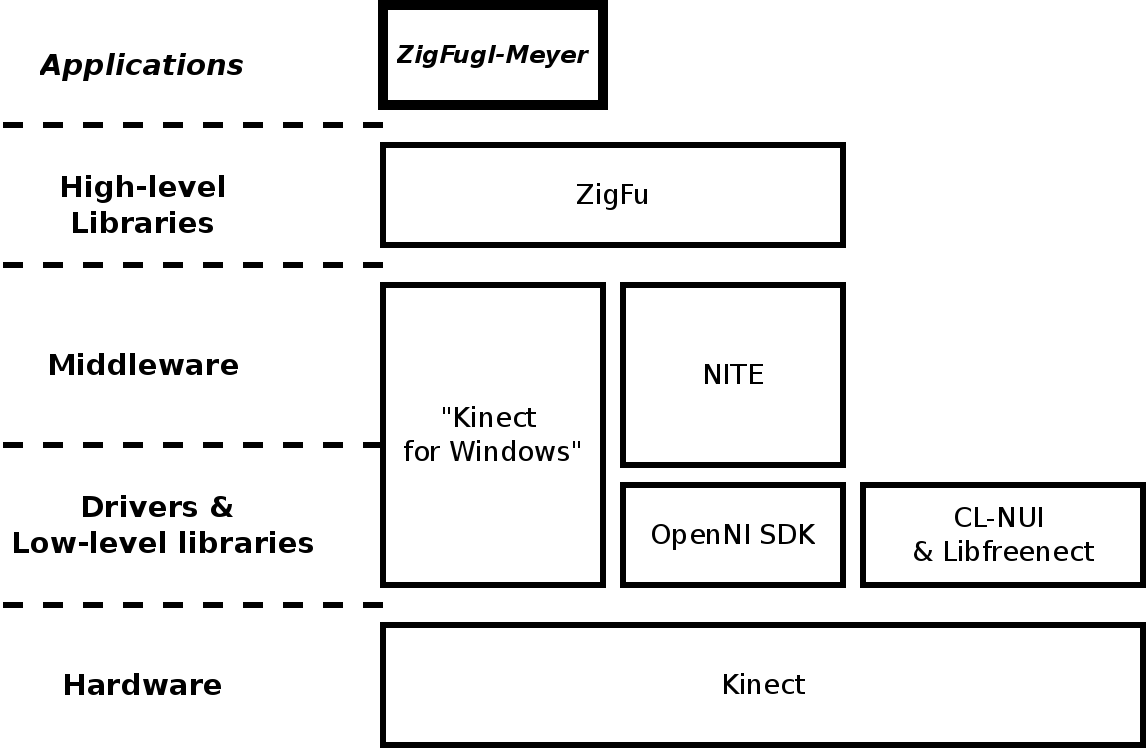 Applications
ZigFugl-Meyer
High-level
Libraries
ZigFu
Middleware
"Kinect
for Windows"
NITE
Drivers &
Low-level libraries
OpenNI SDK
CL-NUI
& Libfreenect
Hardware
Kinect